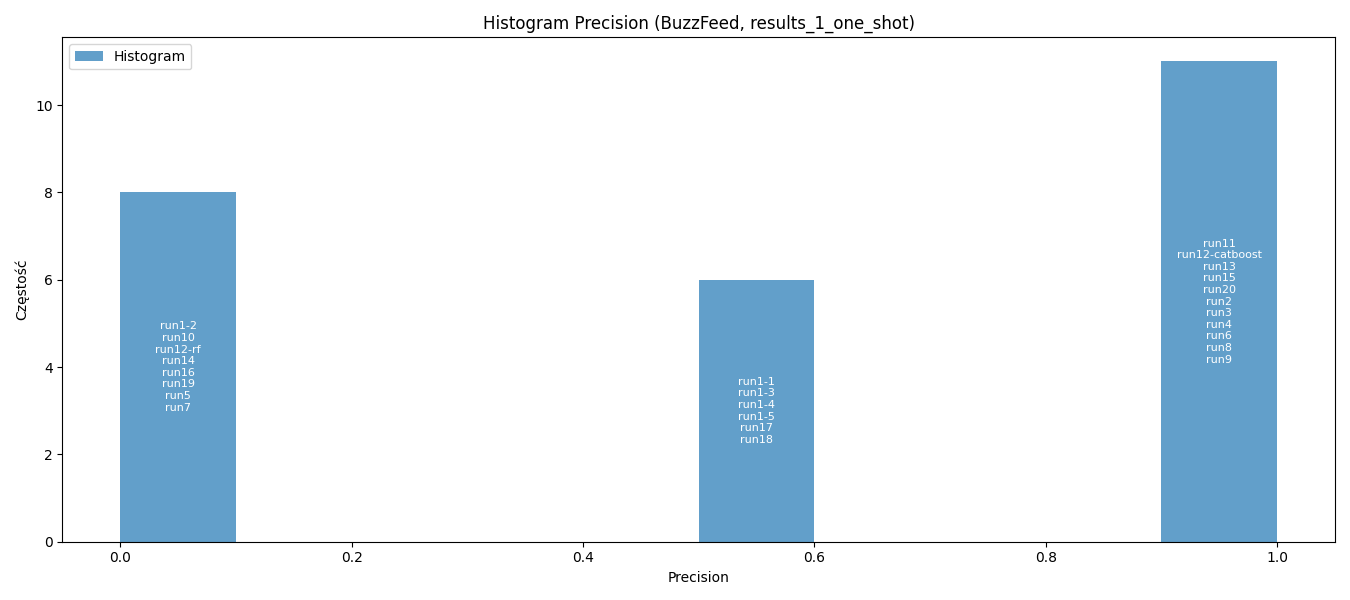 Histogram Precision (BuzzFeed, results_1_one_shot)
Histogram
Częstość
10
8
6
4
2
0
run1-2
run10
run12-rf
run14
run16
run19
run5
run7
run1-1
run1-3
run1-4
run1-5
run17
run18
run11
run12-catboost
run13
run15
run20
run2
run3
run4
run6
run8
run9
0.0 0.2 0.4 0.6 0.8 1.0
Precision